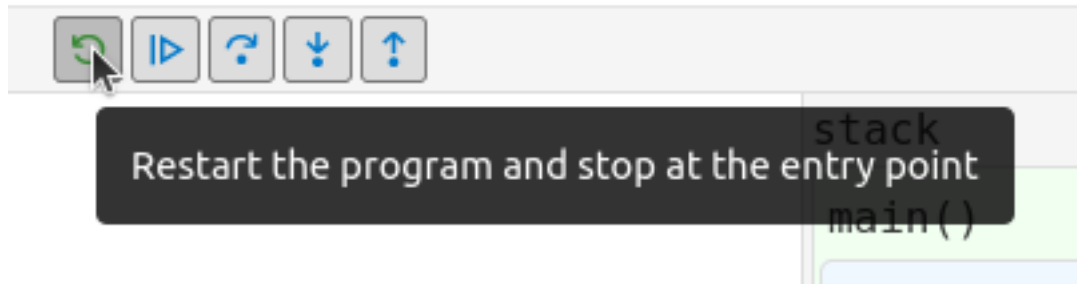 stack
Restart the program and stop at the entry point
main()